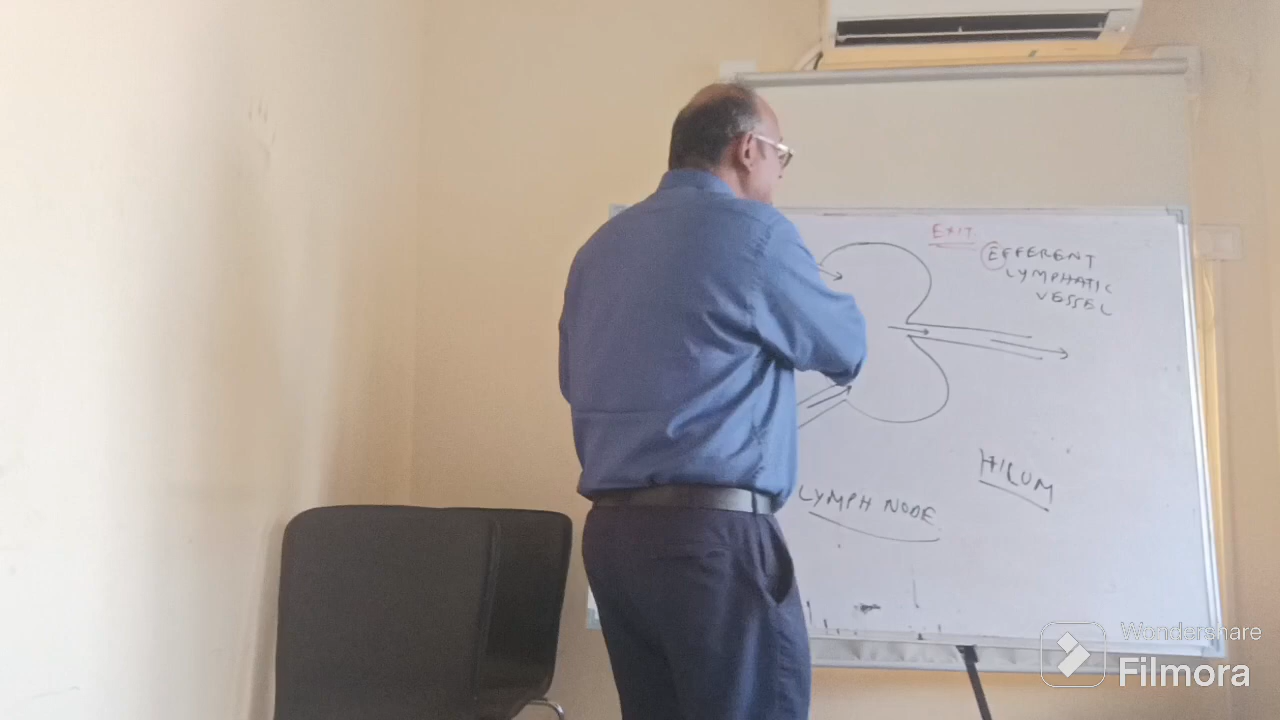 EXIT
EFFERENT
LYMPHATIC
VESSEL
HILUM
LYMPH NODE
Wondershare
Filmora